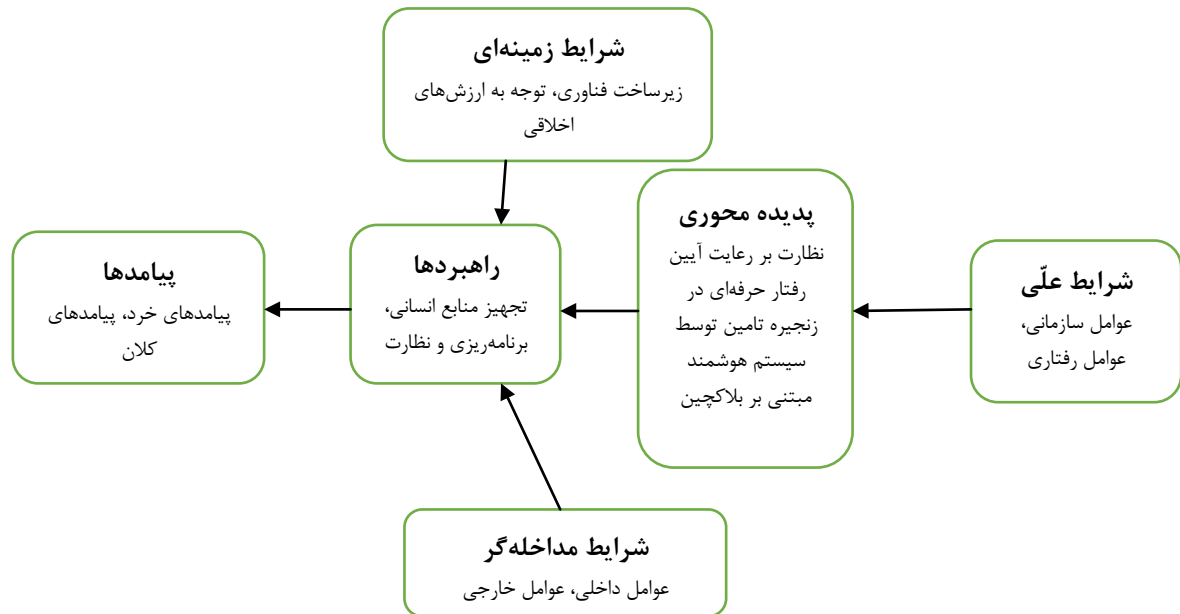 شرایط زمینه‌ای
زیرساخت فناوری، توجه به ارزش‌های
اخلاقی
شرایط علّی
عوامل سازمانی،
عوامل رفتاری
پدیده محوری
نظارت بر رعایت آیین
رفتار حرفه‌ای در
زنجیره تامین توسط
سیستم هوشمند
مبتنی بر بلاکچین
راهبردها
تجهیز منابع انسانی،
برنامه‌ریزی و نظارت
پیامدها
پیامدهای خرد، پیامدهای
کلان
شرایط مداخله‌گر
عوامل داخلی، عوامل خارجی